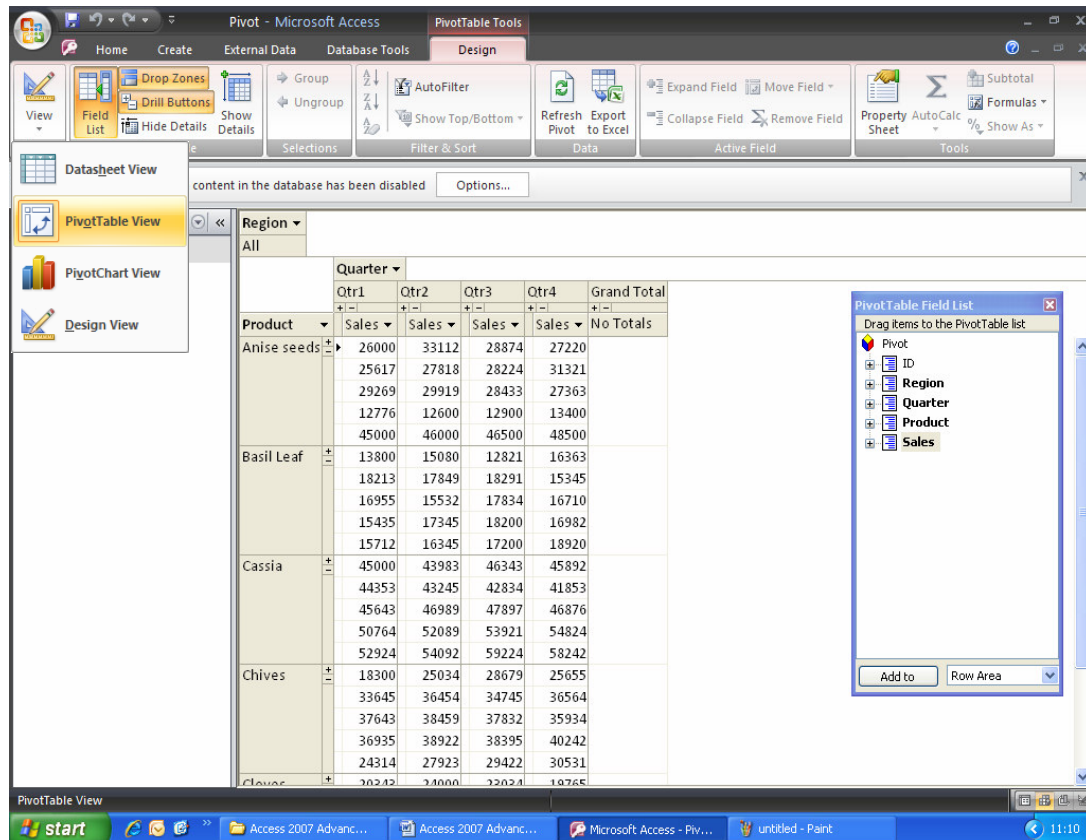 Pivot - Microsoft Access PivotTable Tools
Home Create External Data Database Tools Design
View
Field List
Drop Zones
Drill Buttons
Hide Details
Show Details
Group
Ungroup
Selections
AutoFilter
Show Top/Bottom
Filter & Sort
Refresh Pivot
Export to Excel
Data
Expand Field
Collapse Field
Move Field
Remove Field
Active Field
Property Sheet
AutoCalc
Subtotal
Formulas
Show As
Tools
Datasheet View
PivotTable View
PivotChart View
Design View
content in the database has been disabled Options...
Region
All
Quarter
Qtr1 Qtr2 Qtr3 Qtr4 Grand Total
Product Sales Sales Sales Sales No Totals
Anise seeds 26000 33112 28874 27220
25617 27818 28224 31321
29269 29919 28433 27363
12776 12600 12900 13400
45000 46000 46500 48500
Basil Leaf 13800 15080 12821 16363
18213 17849 18291 15345
16955 15532 17834 16710
15435 17345 18200 16982
15712 16345 17200 18920
Cassia 45000 43983 46343 45892
44353 43245 42834 41853
45643 46989 47897 46876
50764 52089 53921 54824
52924 54092 59224 58242
Chives 18300 25034 28679 25655
33645 36454 34745 36564
37643 38459 37832 35934
36935 38922 38395 40242
24314 27923 29422 30531
PivotTable Field List
Drag items to the PivotTable list
Pivot
ID
Region
Quarter
Product
Sales
Add to Row Area
PivotTable View
start Access 2007 Advanc... Access 2007 Advanc... Microsoft Access - Piv... untitled - Paint 11:10